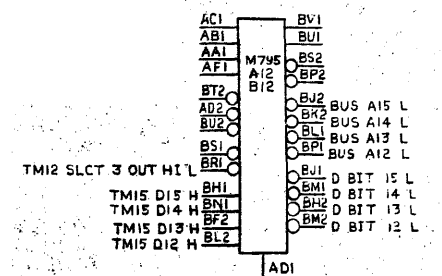 AC1 BV1
AB1 BU1
AA1
AF1 M795 BS2
A12 BP2
B12
BT2
AD2 BJ2 BUS A15 L
BU2 BK2 BUS A14 L
BL1 BUS A13 L
BS1 BP1 BUS A12 L
TM12 SLCT 3 OUT HI L BR1
BJ1 D BIT 15 L
TM15 D15 H BH1 BM1 D BIT 14 L
TM15 D14 H BN1 BH2 D BIT 13 L
TM15 D13 H BF2 BM2 D BIT 12 L
TM15 D12 H BL2
AD1